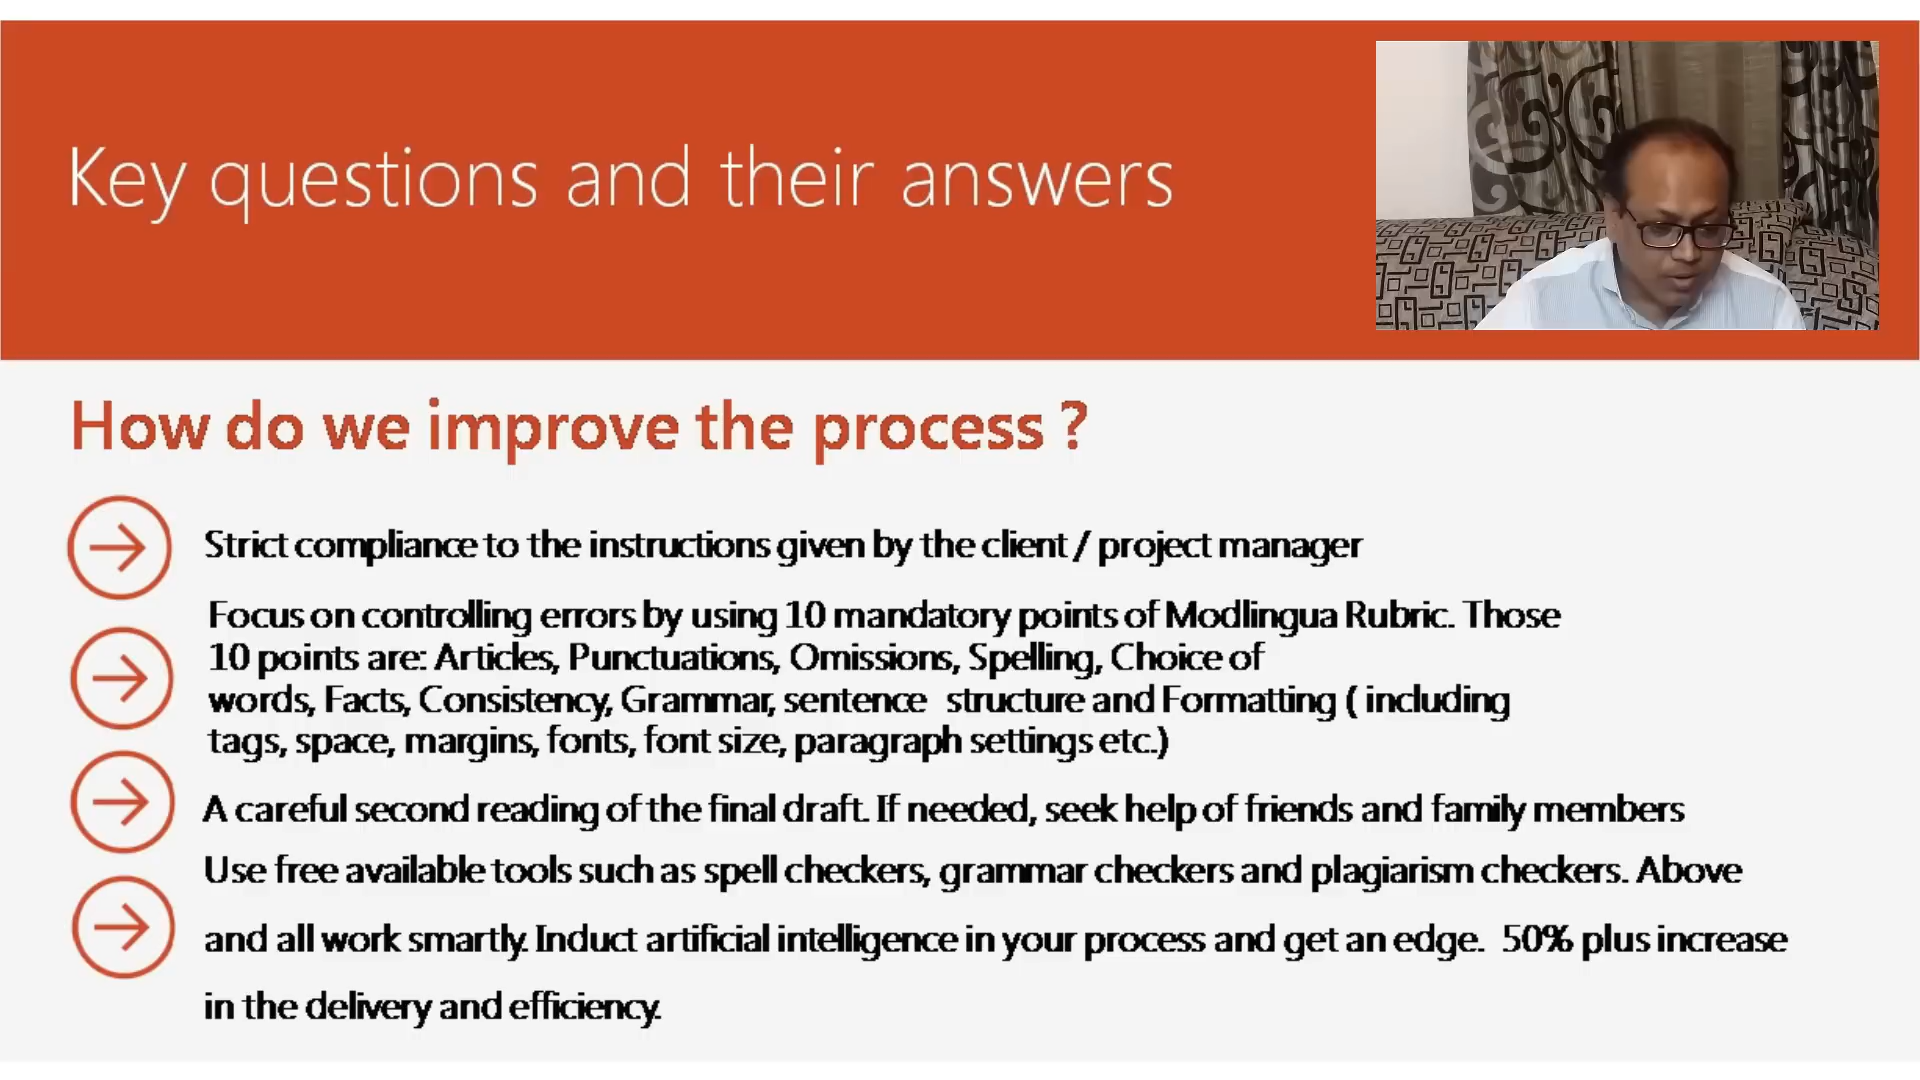 Key questions and their answers
How do we improve the process ?
Strict compliance to the instructions given by the client / project manager
Focus on controlling errors by using 10 mandatory points of Modlingua Rubric. Those
10 points are: Articles, Punctuations, Omissions, Spelling, Choice of
words, Facts, Consistency, Grammar, sentence structure and Formatting ( including
tags, space, margins, fonts, font size, paragraph settings etc.)
A careful second reading of the final draft. If needed, seek help of friends and family members
Use free available tools such as spell checkers, grammar checkers and plagiarism checkers. Above
and all work smartly. Induct artificial intelligence in your process and get an edge. 50% plus increase
in the delivery and efficiency.